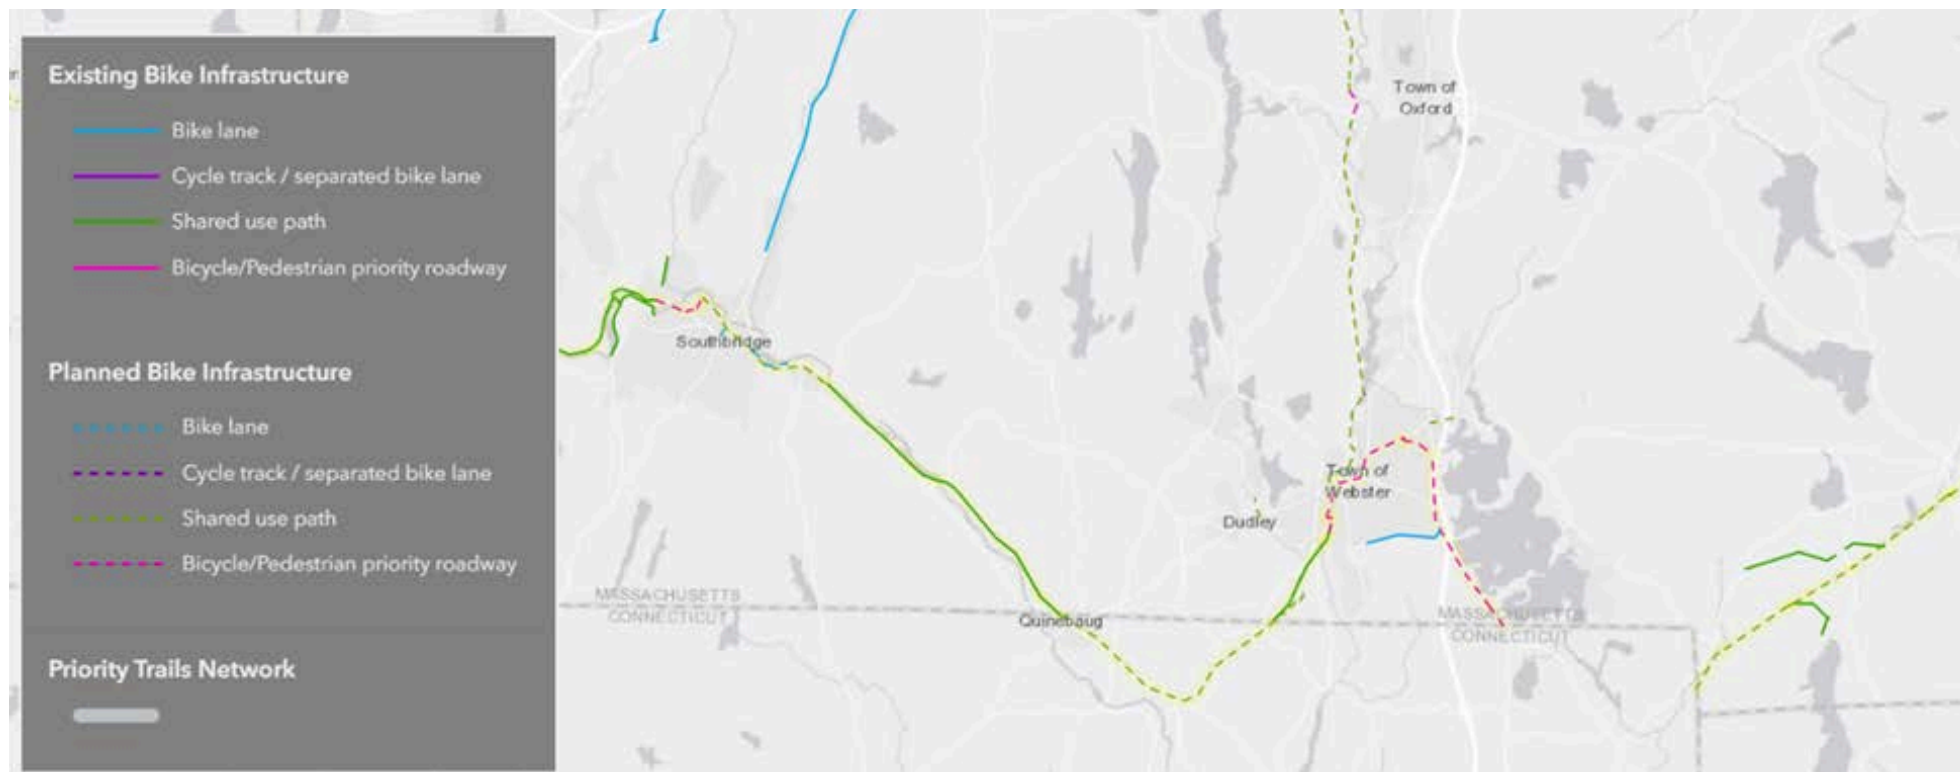 Existing Bike Infrastructure
Bike lane
Cycle track / separated bike lane
Shared use path
Bicycle/Pedestrian priority roadway
Planned Bike Infrastructure
Bike lane
Cycle track / separated bike lane
Shared use path
Bicycle/Pedestrian priority roadway
Priority Trails Network
Town of
Oxford
Southbridge
Town of
Webster
Dudley
MASSACHUSETTS
CONNECTICUT
Quinebaug
MASSACHUSETTS
CONNECTICUT